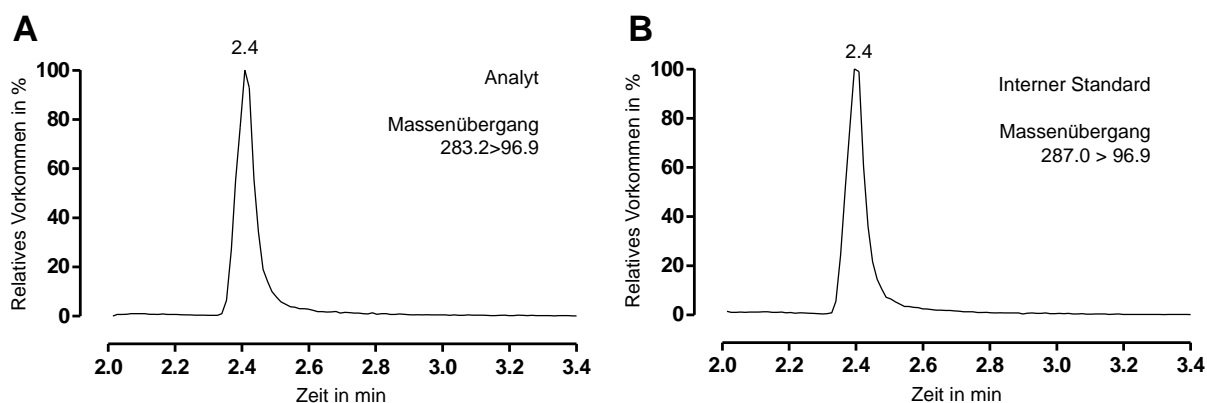 A
2.4
Analyt
Massenübergang
283.2>96.9
Relatives Vorkommen in %
100
80
60
40
20
0
2.0 2.2 2.4 2.6 2.8 3.0 3.2 3.4
Zeit in min
B
2.4
Interner Standard
Massenübergang
287.0 > 96.9
Relatives Vorkommen in %
100
80
60
40
20
0
2.0 2.2 2.4 2.6 2.8 3.0 3.2 3.4
Zeit in min